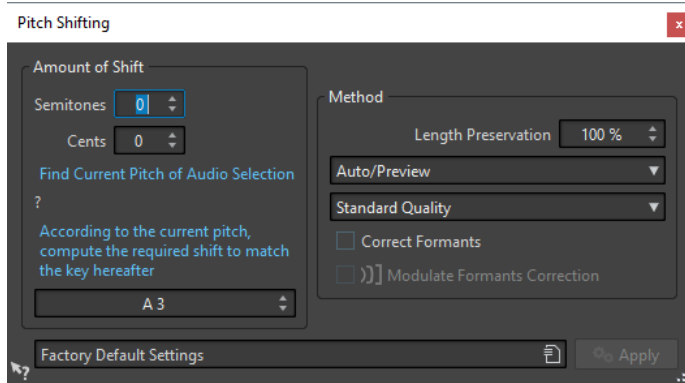 Pitch Shifting
x
Amount of Shift
Semitones 0
Cents 0
Find Current Pitch of Audio Selection
?
According to the current pitch,
compute the required shift to match
the key hereafter
A 3
Method
Length Preservation 100 %
Auto/Preview
Standard Quality
Correct Formants
Modulate Formants Correction
Factory Default Settings
Apply
?